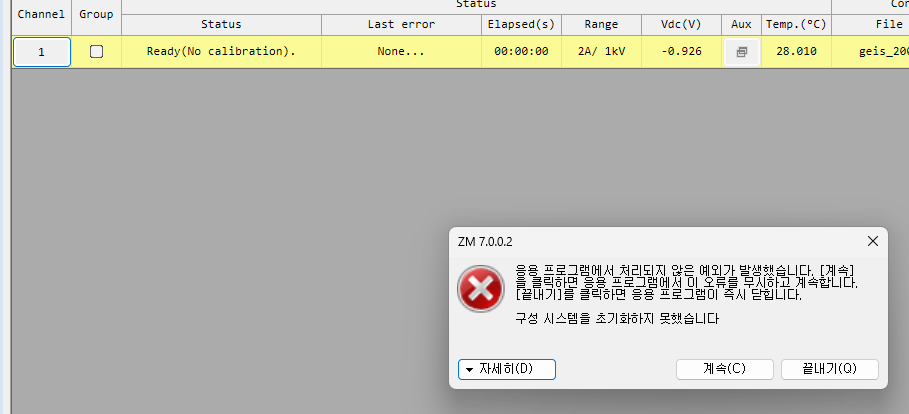 Status
Con
Channel
Group
Status
Last error
Elapsed(s)
Range
Vdc(V)
Aux
Temp.(°C)
File
1
Ready(No calibration).
None...
00:00:00
2A/ 1kV
-0.926
28.010
geis_200
ZM 7.0.0.2
응용 프로그램에서 처리되지 않은 예외가 발생했습니다. [계속]
을 클릭하면 응용 프로그램에서 이 오류를 무시하고 계속합니다.
[끝내기]를 클릭하면 응용 프로그램이 즉시 닫힙니다.
구성 시스템을 초기화하지 못했습니다
자세히(D)
계속(C)
끝내기(Q)